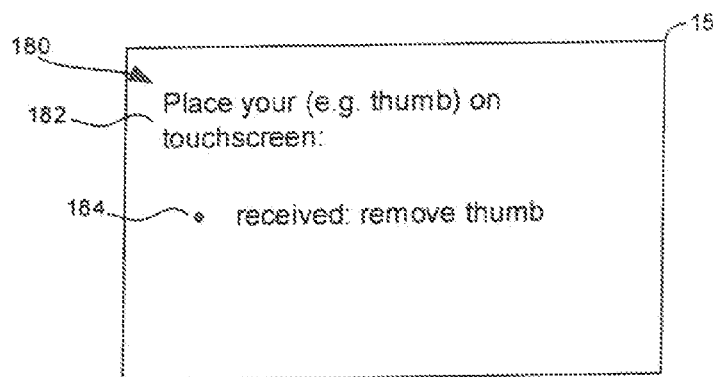 15
180
Place your (e.g. thumb) on
182
touchscreen:
184
• received: remove thumb